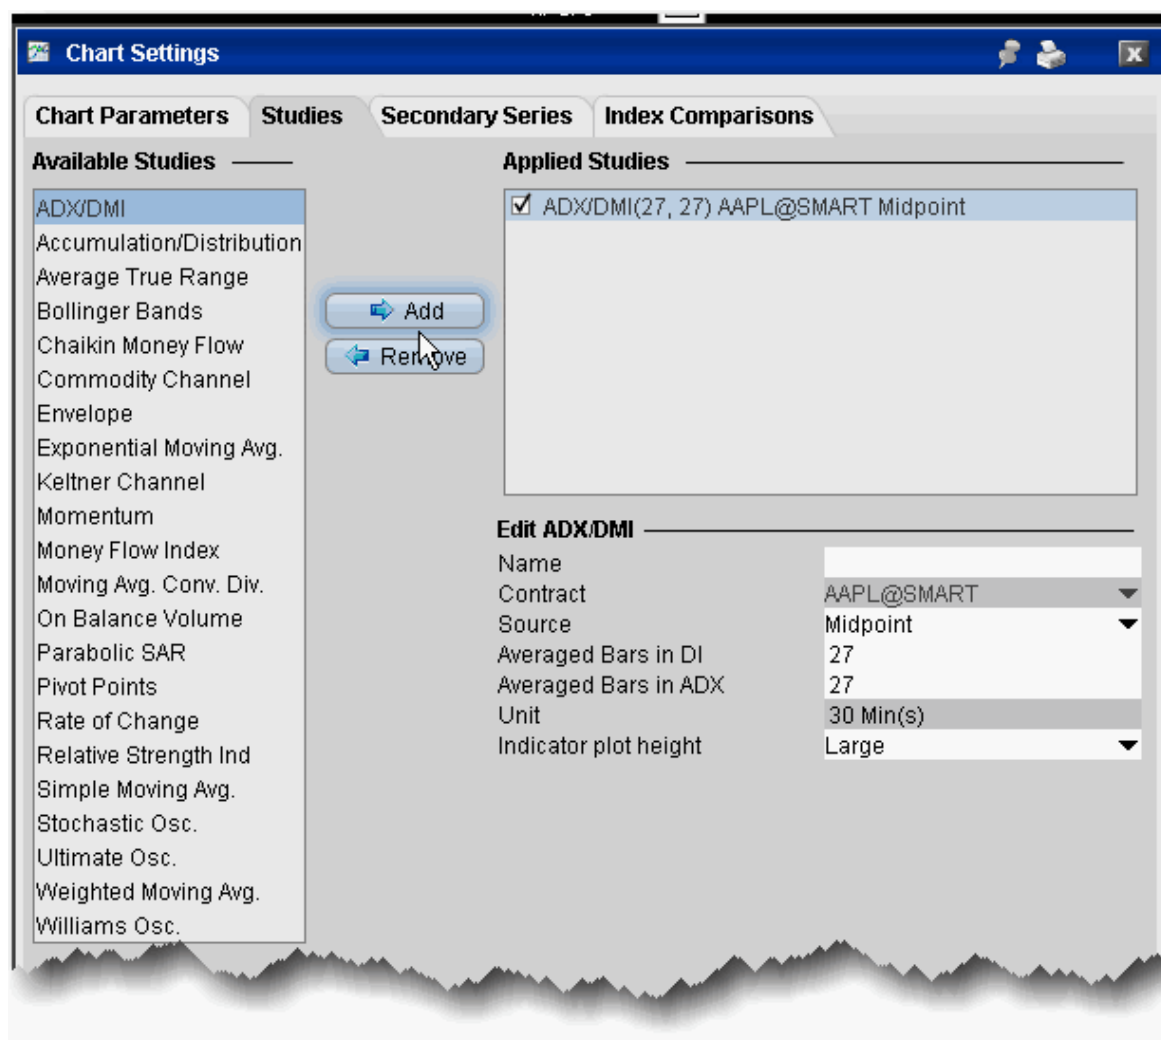 Chart Settings
Chart Parameters Studies Secondary Series Index Comparisons
Available Studies
ADX/DMI
Accumulation/Distribution
Average True Range
Bollinger Bands
Chaikin Money Flow
Commodity Channel
Envelope
Exponential Moving Avg.
Keltner Channel
Momentum
Money Flow Index
Moving Avg. Conv. Div.
On Balance Volume
Parabolic SAR
Pivot Points
Rate of Change
Relative Strength Ind
Simple Moving Avg.
Stochastic Osc.
Ultimate Osc.
Weighted Moving Avg.
Williams Osc.
Add
Remove
Applied Studies
ADX/DMI(27, 27) AAPL@SMART Midpoint
Edit ADX/DMI
Name
Contract AAPL@SMART
Source Midpoint
Averaged Bars in DI 27
Averaged Bars in ADX 27
Unit 30 Min(s)
Indicator plot height Large